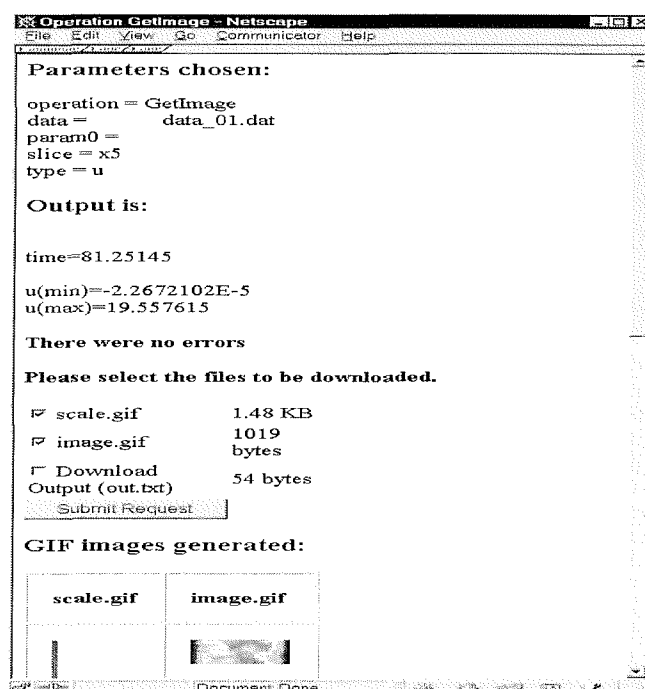 Operation GetImage - Netscape
File Edit View Go Communicator Help
Parameters chosen:
operation = GetImage
data = data_01.dat
param0 =
slice = x5
type = u
Output is:
time=81.25145
u(min)=-2.2672102E-5
u(max)=19.557615
There were no errors
Please select the files to be downloaded.
scale.gif 1.48 KB
image.gif 1019 bytes
Download Output (out.txt) 54 bytes
Submit Request
GIF images generated:
scale.gif image.gif
Document Done